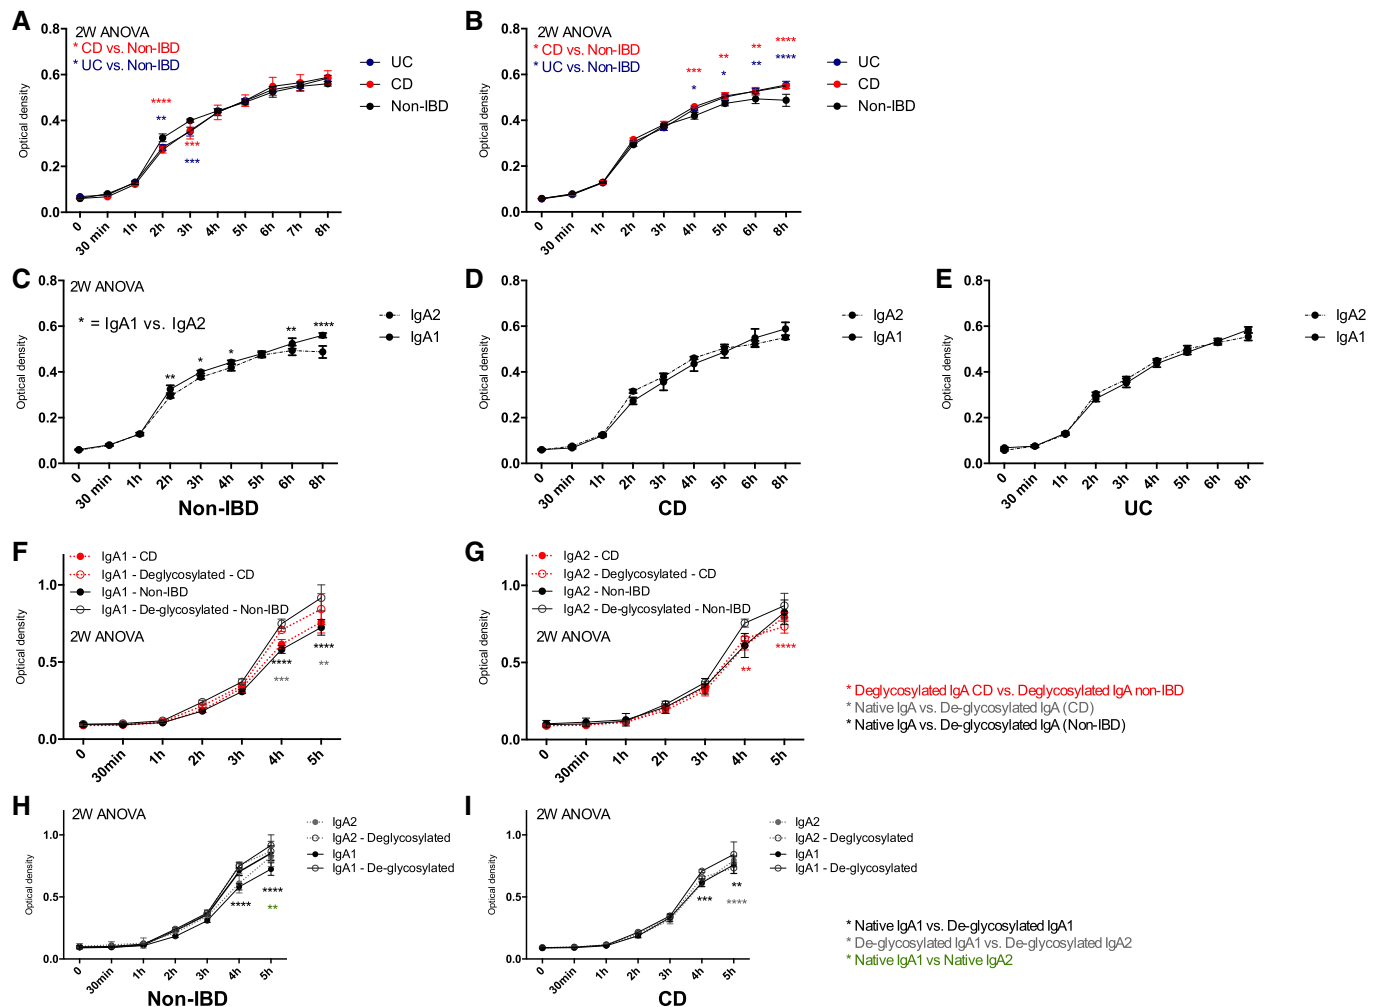 A
0.8
0.6
0.4
0.2
0.0
Optical density
2W ANOVA
* CD vs. Non-IBD
* UC vs. Non-IBD
****
**
***
***
UC
CD
Non-IBD
0
30 min
1h
2h
3h
4h
5h
6h
7h
8h
B
0.8
0.6
0.4
0.2
0.0
Optical density
2W ANOVA
* CD vs. Non-IBD
* UC vs. Non-IBD
***
*
**
*
**
**
****
****
UC
CD
Non-IBD
0
30 min
1h
2h
3h
4h
5h
6h
8h
C
0.8
0.6
0.4
0.2
0.0
Optical density
2W ANOVA
* = IgA1 vs. IgA2
**
*
*
**
****
IgA2
IgA1
0
30 min
1h
2h
3h
4h
5h
6h
8h
Non-IBD
D
0.8
0.6
0.4
0.2
0.0
Optical density
IgA2
IgA1
0
30 min
1h
2h
3h
4h
5h
6h
8h
CD
E
0.8
0.6
0.4
0.2
0.0
Optical density
IgA2
IgA1
0
30 min
1h
2h
3h
4h
5h
6h
8h
UC
F
1.0
0.5
0.0
Optical density
IgA1 - CD
IgA1 - Deglycosylated - CD
IgA1 - Non-IBD
IgA1 - De-glycosylated - Non-IBD
2W ANOVA
****
***
****
**
0
30min
1h
2h
3h
4h
5h
G
1.0
0.5
0.0
Optical density
IgA2 - CD
IgA2 - Deglycosylated - CD
IgA2 - Non-IBD
IgA2 - De-glycosylated - Non-IBD
2W ANOVA
**
****
0
30min
1h
2h
3h
4h
5h
* Deglycosylated IgA CD vs. Deglycosylated IgA non-IBD
* Native IgA vs. De-glycosylated IgA (CD)
* Native IgA vs. De-glycosylated IgA (Non-IBD)
H
1.0
0.5
0.0
Optical density
2W ANOVA
****
****
**
IgA2
IgA2 - Deglycosylated
IgA1
IgA1 - De-glycosylated
0
30min
1h
2h
3h
4h
5h
Non-IBD
I
1.0
0.5
0.0
Optical density
2W ANOVA
***
**
****
IgA2
IgA2 - Deglycosylated
IgA1
IgA1 - De-glycosylated
0
30min
1h
2h
3h
4h
5h
CD
* Native IgA1 vs. De-glycosylated IgA1
* De-glycosylated IgA1 vs. De-glycosylated IgA2
* Native IgA1 vs Native IgA2